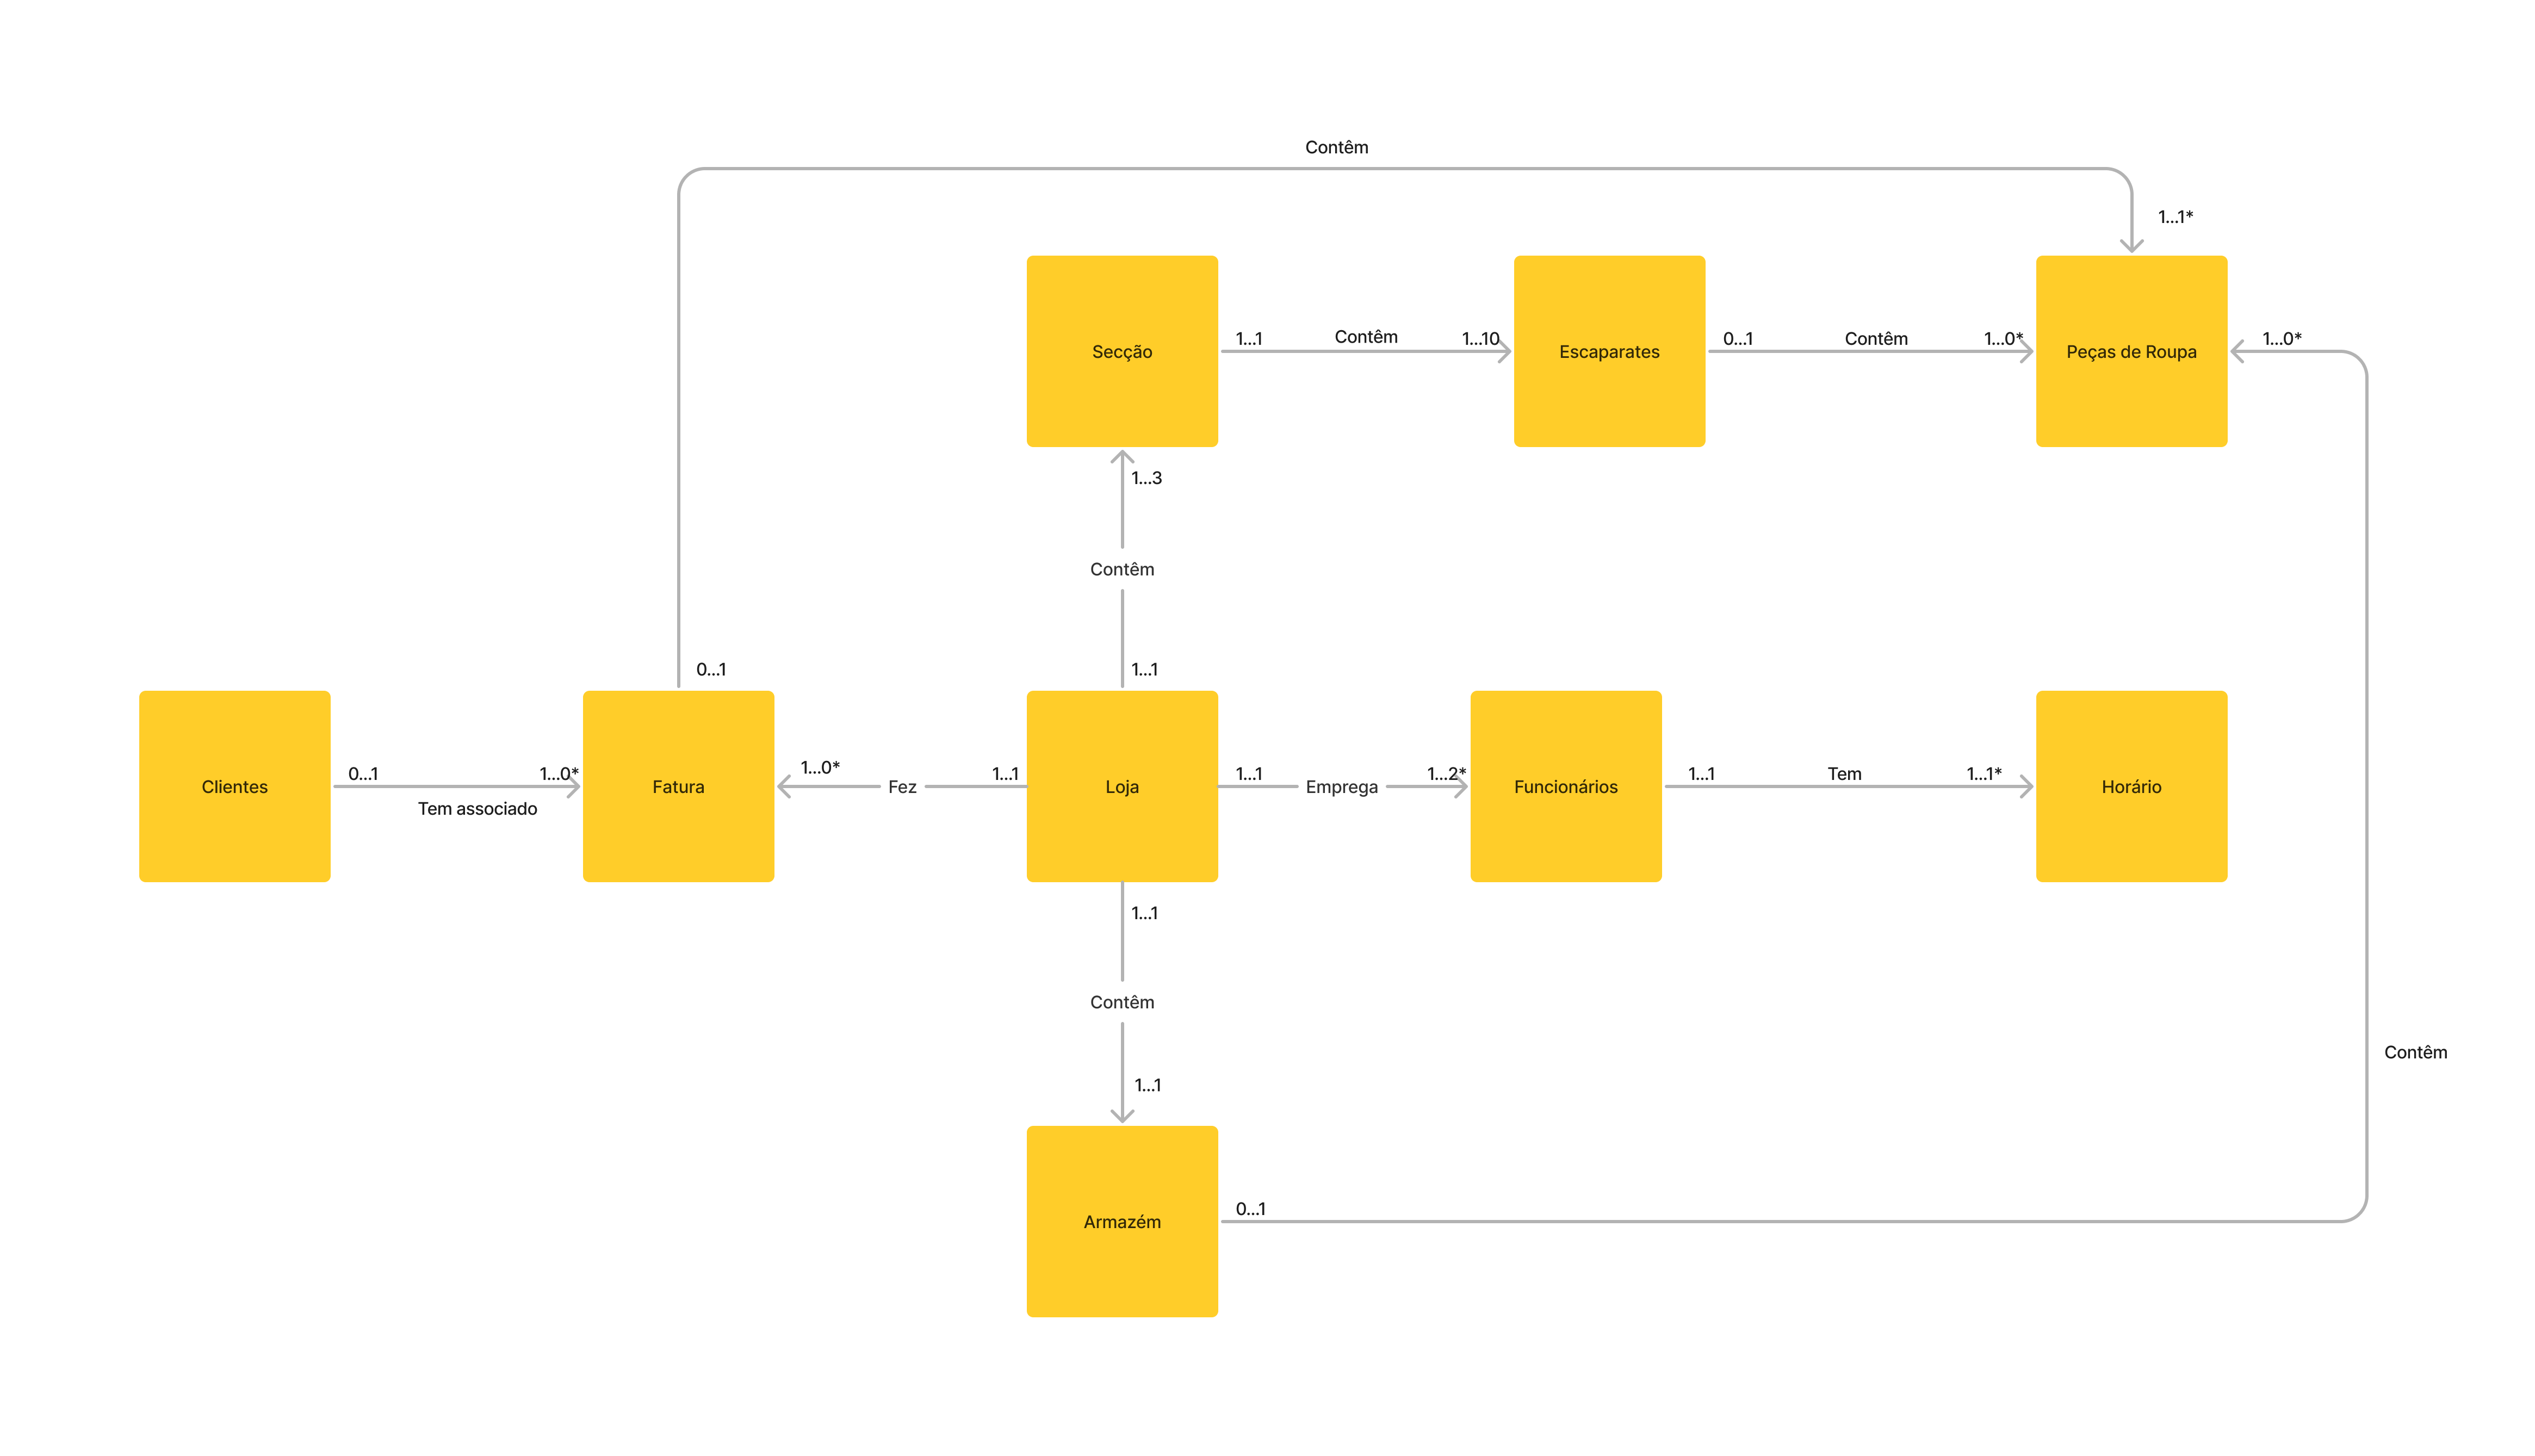 Contêm
1...1*
Secção
1...1
Contêm
1...10
Escaparates
0...1
Contêm
1...0*
Peças de Roupa
1...0*
1...3
Contêm
0...1
1...1
Clientes
0...1
1...0*
Tem associado
Fatura
1...0*
Fez
1...1
Loja
1...1
Emprega
1...2*
Funcionários
1...1
Tem
1...1*
Horário
1...1
Contêm
Contêm
1...1
Armazém
0...1